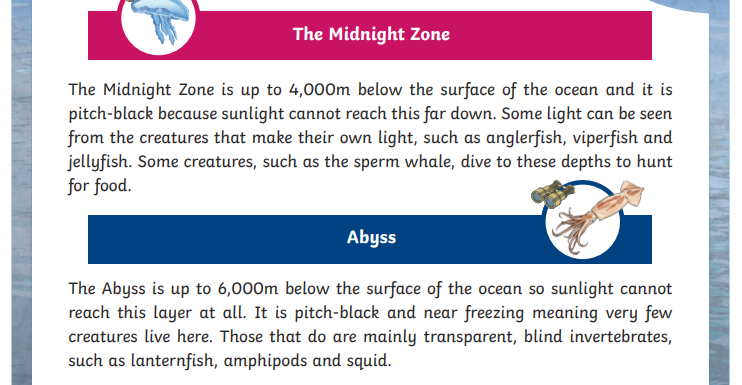 The Midnight Zone
The Midnight Zone is up to 4,000m below the surface of the ocean and it is
pitch-black because sunlight cannot reach this far down. Some light can be seen
from the creatures that make their own light, such as anglerfish, viperfish and
jellyfish. Some creatures, such as the sperm whale, dive to these depths to hunt
for food.
Abyss
The Abyss is up to 6,000m below the surface of the ocean so sunlight cannot
reach this layer at all. It is pitch-black and near freezing meaning very few
creatures live here. Those that do are mainly transparent, blind invertebrates,
such as lanternfish, amphipods and squid.